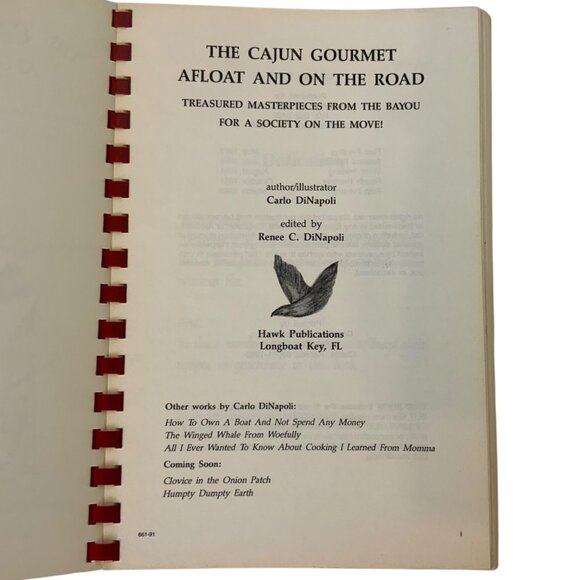 THE CAJUN GOURMET
AFLOAT AND ON THE ROAD
TREASURED MASTERPIECES FROM THE BAYOU
FOR A SOCIETY ON THE MOVE!
author/illustrator
Carlo DiNapoli
edited by
Renee C. DiNapoli
Hawk Publications
Longboat Key, FL
Other works by Carlo DiNapoli:
How To Own A Boat And Not Spend Any Money
The Winged Whale From Woefully
All I Ever Wanted To Know About Cooking I Learned From Momma
Coming Soon:
Clovice in the Onion Patch
Humpty Dumpty Earth
661-91
i